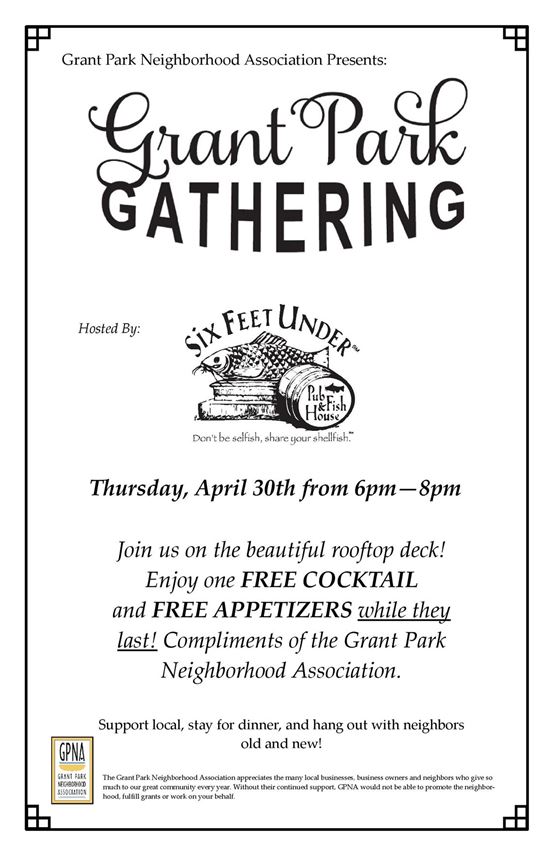 Grant Park Neighborhood Association Presents:
Grant Park
GATHERING
Hosted By:
SIX FEET UNDER℠
Pub
& Fish
House
Don't be selfish, share your shellfish.™
Thursday, April 30th from 6pm—8pm
Join us on the beautiful rooftop deck!
Enjoy one FREE COCKTAIL
and FREE APPETIZERS while they
last! Compliments of the Grant Park
Neighborhood Association.
Support local, stay for dinner, and hang out with neighbors
old and new!
GPNA
GRANT PARK
NEIGHBORHOOD
ASSOCIATION
The Grant Park Neighborhood Association appreciates the many local businesses, business owners and neighbors who give so
much to our great community every year. Without their continued support, GPNA would not be able to promote the neighbor-
hood, fulfill grants or work on your behalf.